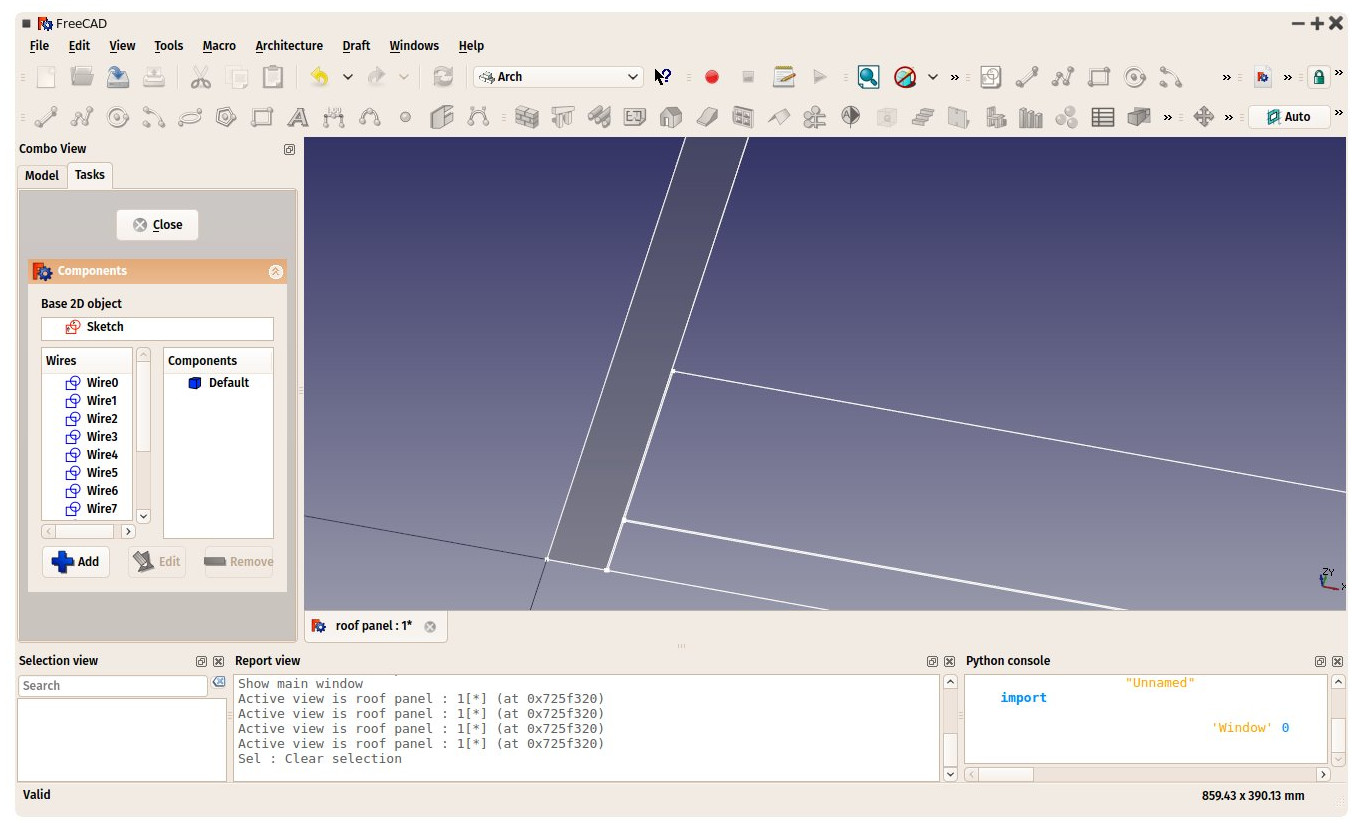 FreeCAD
File Edit View Tools Macro Architecture Draft Windows Help
Arch
Auto
Combo View
Model Tasks
Close
Components
Base 2D object
Sketch
Wires Components
Wire0 Default
Wire1
Wire2
Wire3
Wire4
Wire5
Wire6
Wire7
Add Edit Remove
ZY
X
roof panel : 1*
Selection view Report view Python console
Search
Show main window
Active view is roof panel : 1[*] (at 0x725f320)
Active view is roof panel : 1[*] (at 0x725f320)
Active view is roof panel : 1[*] (at 0x725f320)
Active view is roof panel : 1[*] (at 0x725f320)
Sel : Clear selection
"Unnamed"
import
'Window' 0
Valid 859.43 x 390.13 mm